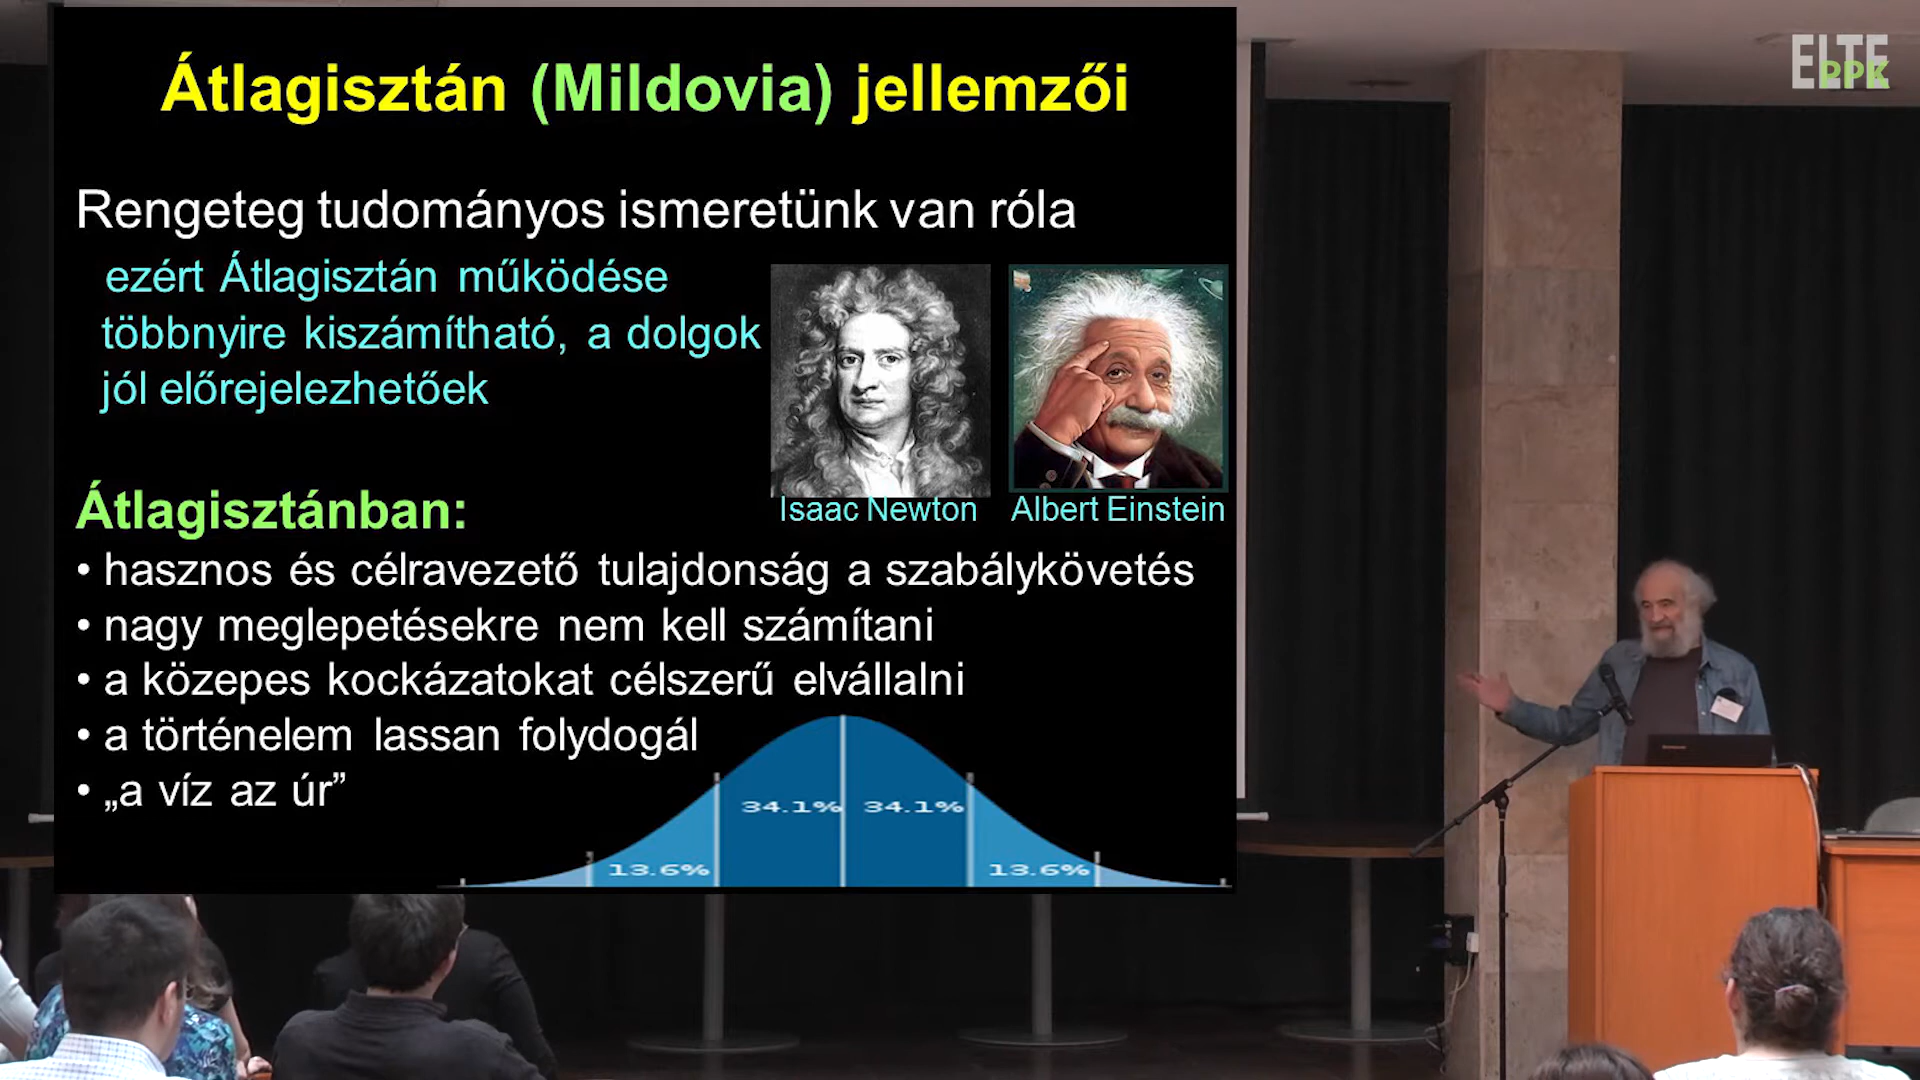 Átlagisztán (Mildovia) jellemzői
Rengeteg tudományos ismeretünk van róla
ezért Átlagisztán működése
többnyire kiszámítható, a dolgok
jól előrejelezhetőek
Isaac Newton
Albert Einstein
Átlagisztánban:
• hasznos és célravezető tulajdonság a szabálykövetés
• nagy meglepetésekre nem kell számítani
• a közepes kockázatokat célszerű elvállalni
• a történelem lassan folydogál
• „a víz az úr”
34.1% 34.1%
13.6% 13.6%
ELTE
PPK